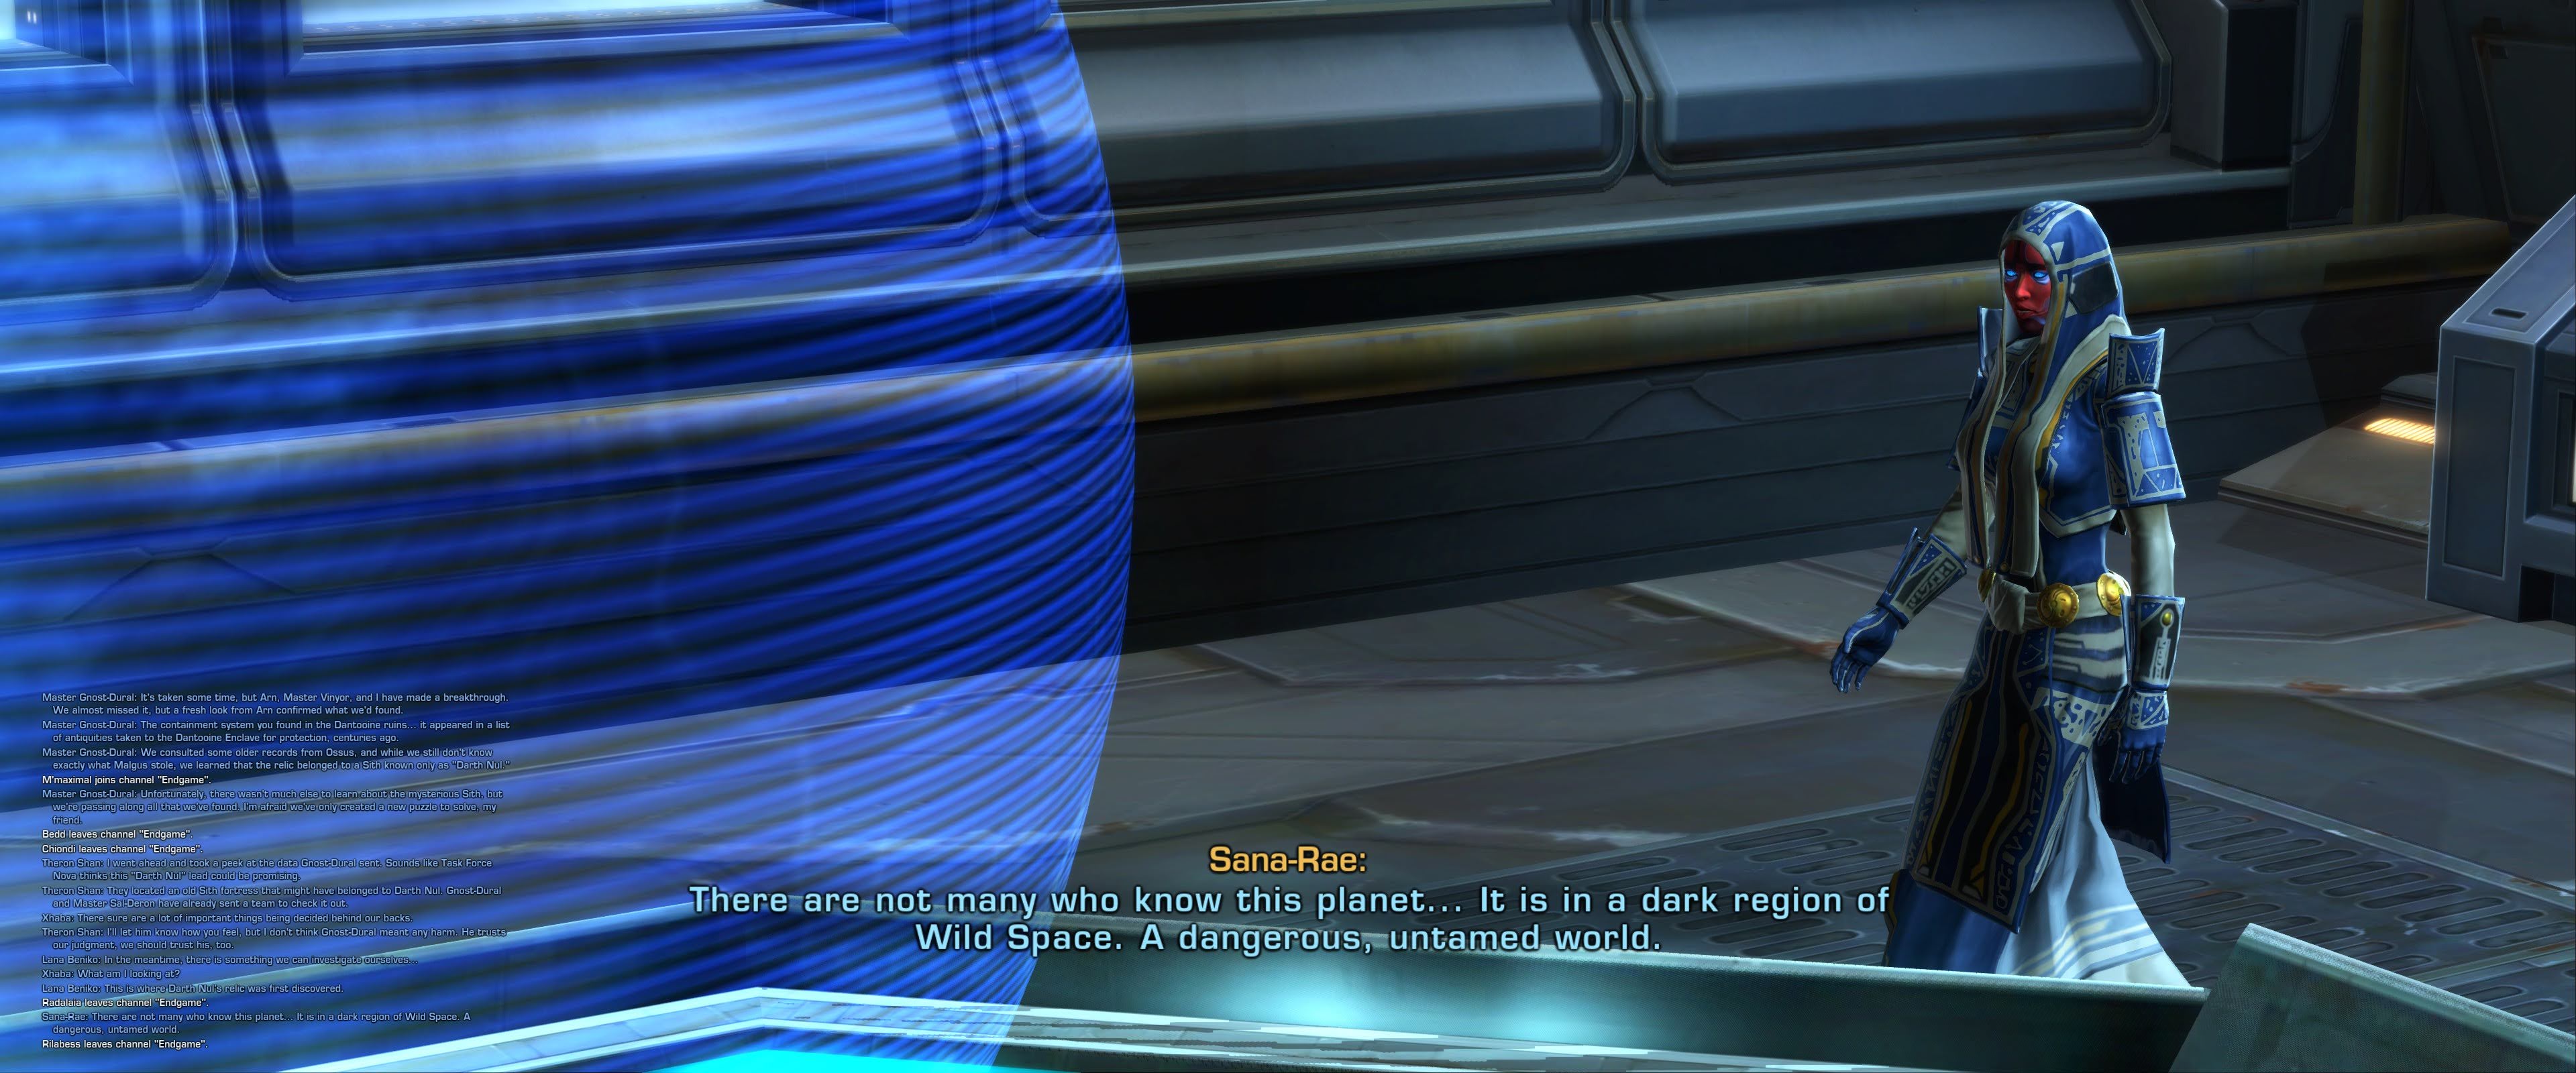 Master Gnost-Dural: It's taken some time, but Arn, Master Vinyor, and I have made a breakthrough.
We almost missed it, but a fresh look from Arn confirmed what we'd found.
Master Gnost-Dural: The containment system you found in the Dantooine ruins... it appeared in a list
of antiquities taken to the Dantooine Enclave for protection, centuries ago.
Master Gnost-Dural: We consulted some older records from Ossus, and while we still don't know
exactly what Malgus stole, we learned that the relic belonged to a Sith known only as "Darth Nul."
M'maximal joins channel "Endgame".
Master Gnost-Dural: Unfortunately, there wasn't much else to learn about the mysterious Sith, but
we're passing along all that we've found. I'm afraid we've only created a new puzzle to solve, my
friend.
Bedd leaves channel "Endgame".
Chiondi leaves channel "Endgame".
Theron Shan: I went ahead and took a peek at the data Gnost-Dural sent. Sounds like Task Force
Nova thinks this "Darth Nul" lead could be promising.
Theron Shan: They located an old Sith fortress that might have belonged to Darth Nul. Gnost-Dural
and Master Sal-Deron have already sent a team to check it out.
Xhaba: There sure are a lot of important things being decided behind our backs.
Theron Shan: I'll let him know how you feel, but I don't think Gnost-Dural meant any harm. He trusts
our judgment, we should trust his, too.
Lana Beniko: In the meantime, there is something we can investigate ourselves...
Xhaba: What am I looking at?
Lana Beniko: This is where Darth Nul's relic was first discovered.
Radalaia leaves channel "Endgame".
Sana-Rae: There are not many who know this planet... It is in a dark region of Wild Space. A
dangerous, untamed world.
Rilabess leaves channel "Endgame".
Sana-Rae:
There are not many who know this planet... It is in a dark region of
Wild Space. A dangerous, untamed world.